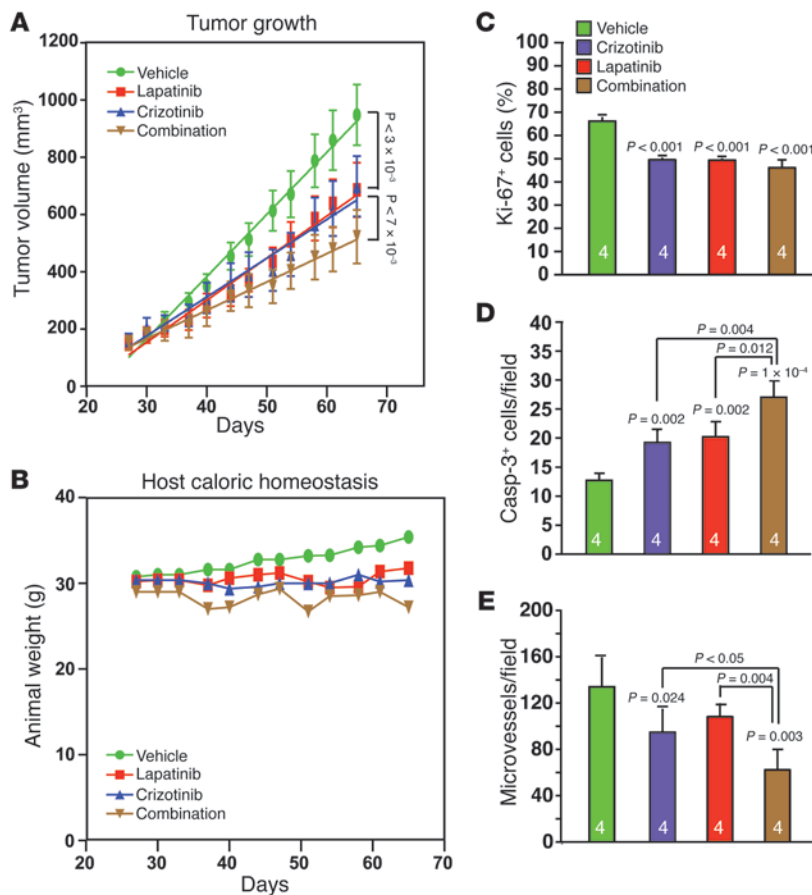 A
Tumor growth
Tumor volume (mm³)
1200
1000
800
600
400
200
0
Vehicle
Lapatinib
Crizotinib
Combination
P < 3 × 10⁻³
P < 7 × 10⁻³
20 30 40 50 60 70
Days
B
Host caloric homeostasis
Animal weight (g)
40
30
20
10
0
Vehicle
Lapatinib
Crizotinib
Combination
20 30 40 50 60 70
Days
C
Vehicle
Crizotinib
Lapatinib
Combination
Ki-67⁺ cells (%)
100
90
80
70
60
50
40
30
20
10
0
P < 0.001 P < 0.001 P < 0.001
4 4 4 4
D
Casp-3⁺ cells/field
40
35
30
25
20
15
10
5
0
P = 0.004
P = 0.012
P = 1 × 10⁻⁴
P = 0.002 P = 0.002
4 4 4 4
E
Microvessels/field
200
160
120
80
40
0
P < 0.05
P = 0.004
P = 0.024
P = 0.003
4 4 4 4